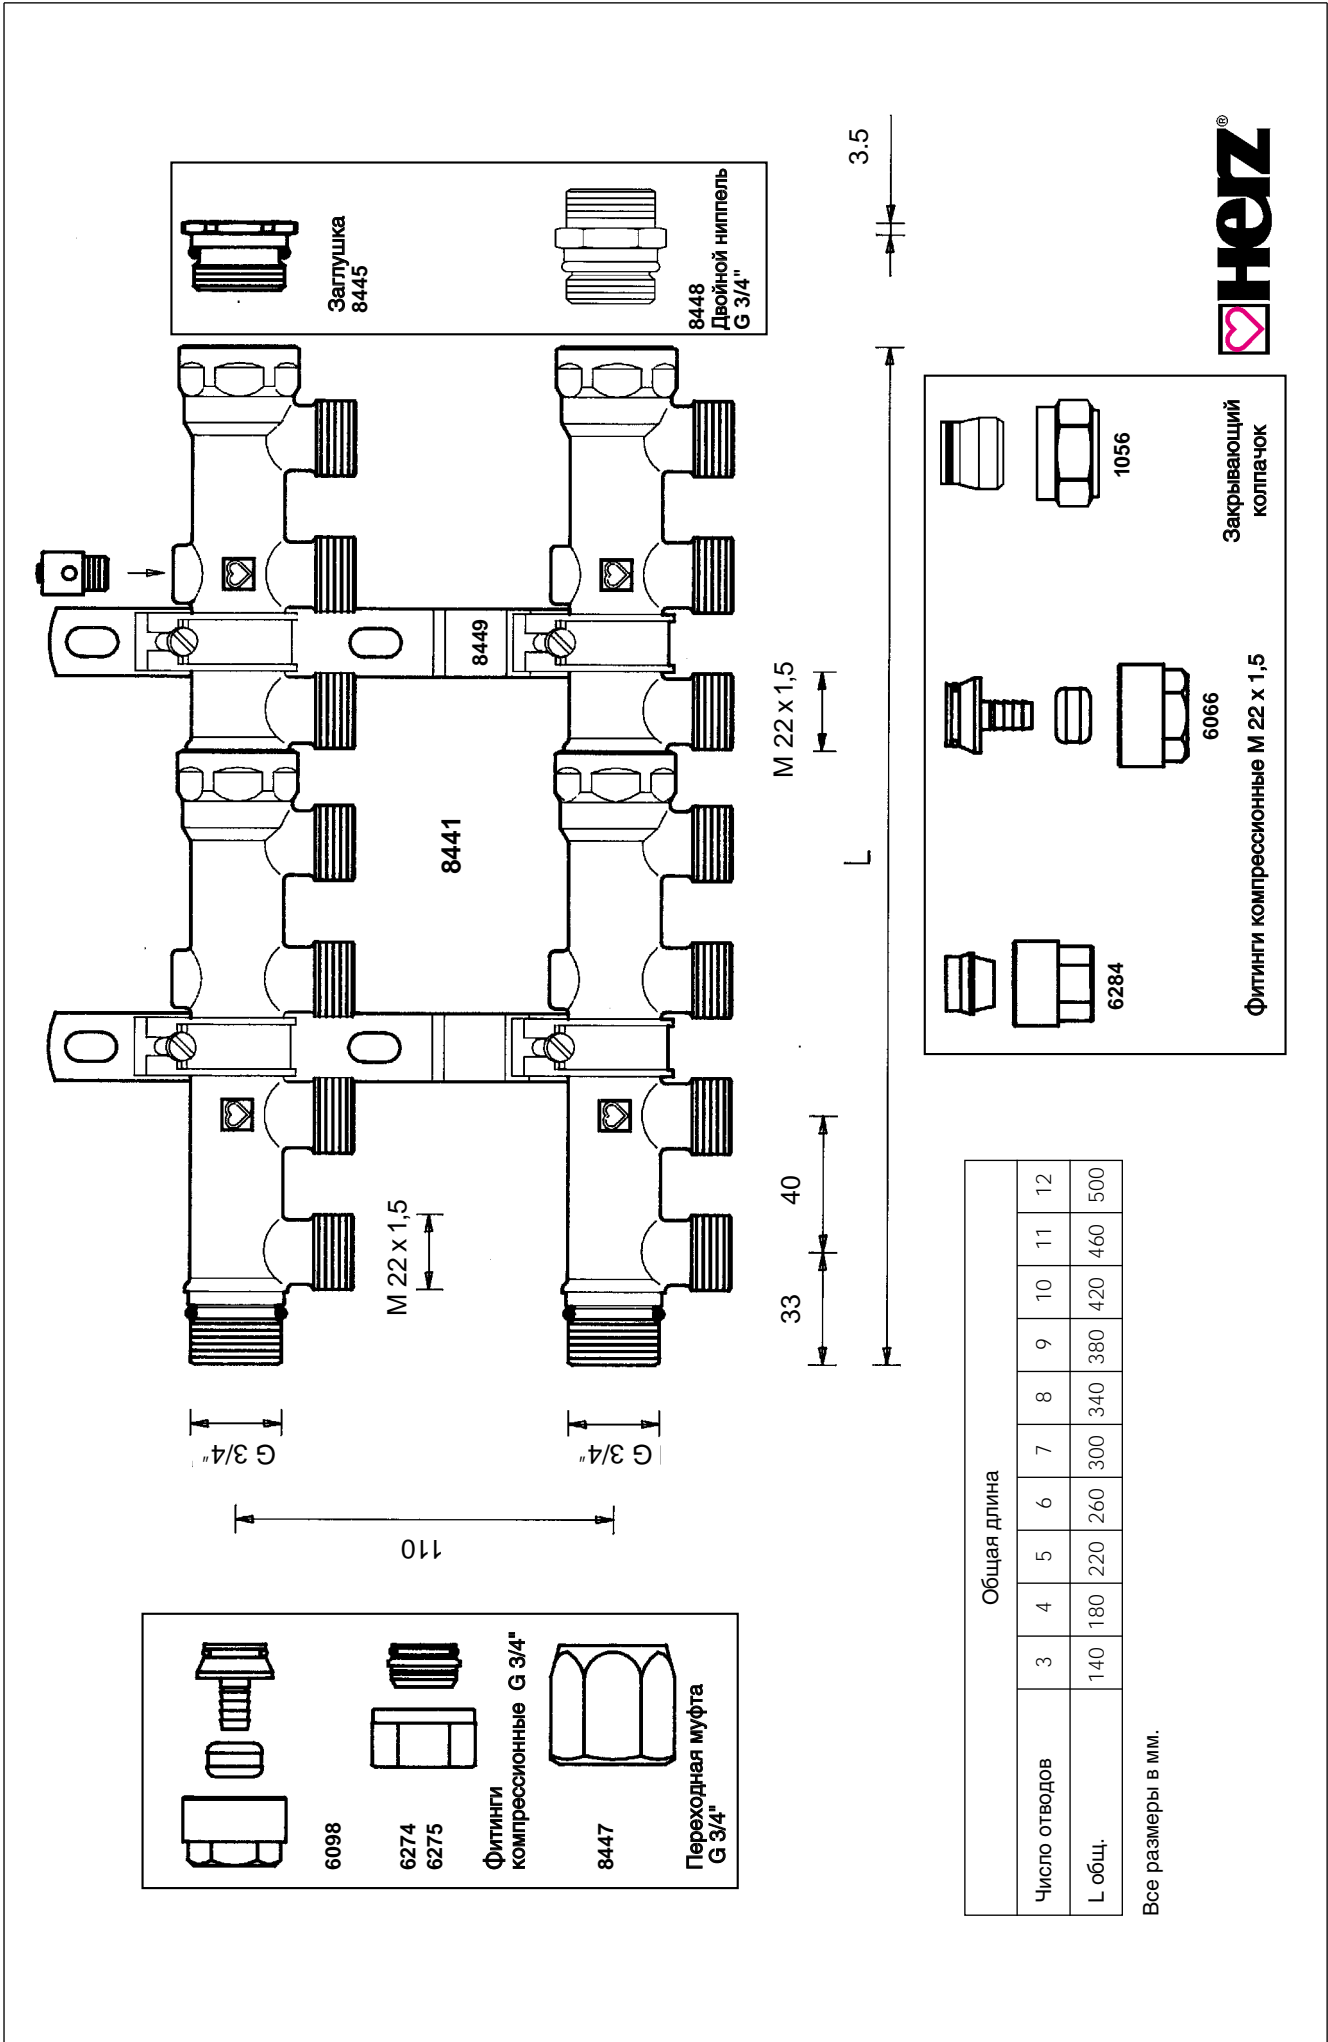 6098
6274
6275
Фитинги
компрессионные G 3/4"
8447
Переходная муфта
G 3/4"
110
G 3/4"
G 3/4"
M 22 x 1,5
8441
8449
33
40
M 22 x 1,5
L
3.5
Заглушка
8445
8448
Двойной ниппель
G 3/4"
Общая длина
Число отводов 3 4 5 6 7 8 9 10 11 12
L общ. 140 180 220 260 300 340 380 420 460 500
Все размеры в мм.
6284
6066
1056
Фитинги компрессионные M 22 x 1,5
Закрывающий
колпачок
Herz®